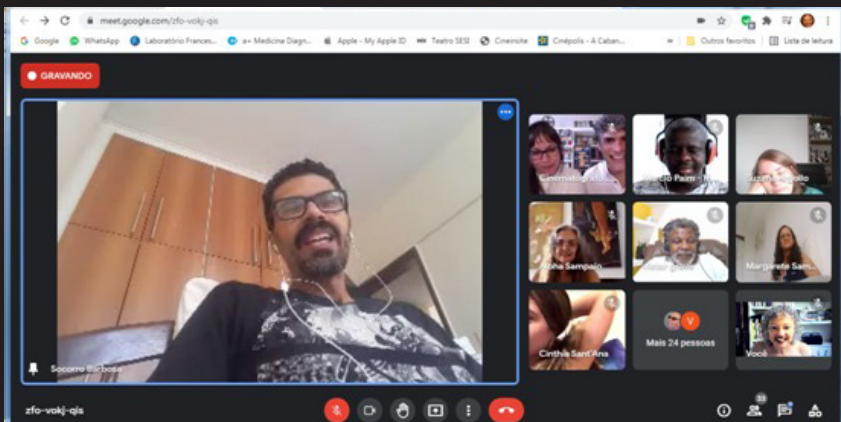 meet.google.com/zfo-vokj-qis
Google WhatsApp Laboratório Frances... a+ Medicina Diagn... Apple - My Apple ID Teatro SESI Cineinsite Cinépolis - A Caban... » Outros favoritos Lista de leitura
GRAVANDO
Cinematógrafo
Paim
Sampaio
Margarete Sam...
Socorro Barbosa
Cinthia Sant'Ana
V
Mais 24 pessoas
Você
zfo-vokj-qis
33